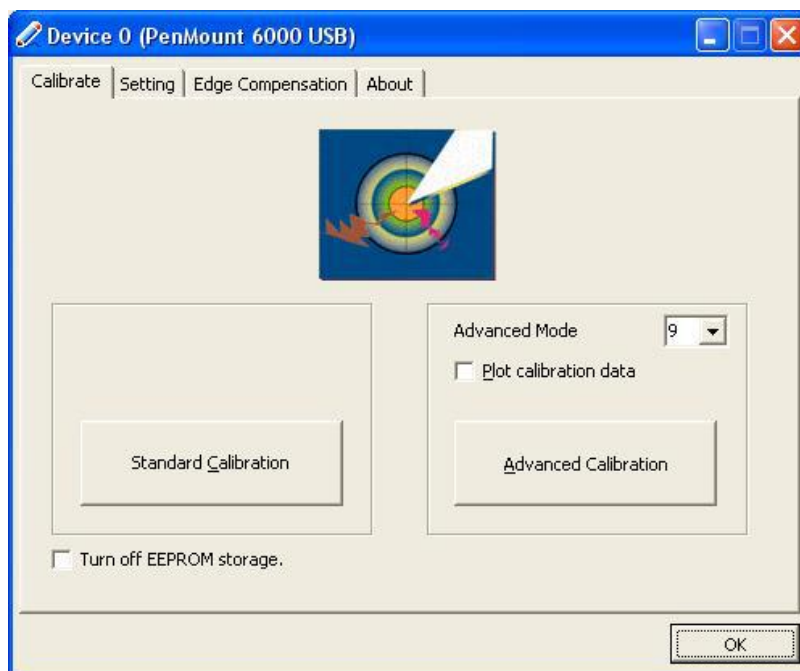 Device 0 (PenMount 6000 USB)
Calibrate Setting Edge Compensation About
Advanced Mode 9
Plot calibration data
Standard Calibration Advanced Calibration
Turn off EEPROM storage.
OK